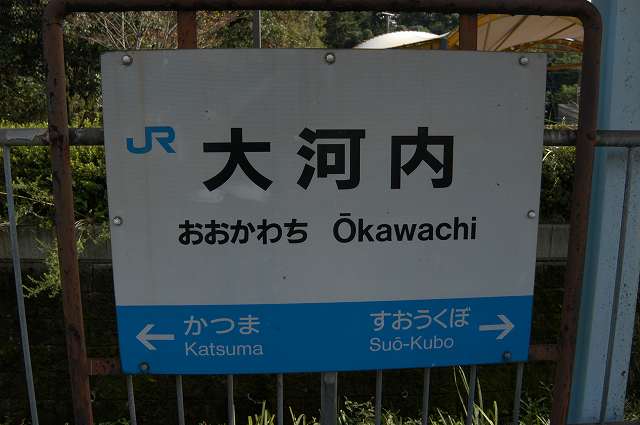 JR
大河内
おおかわち Ōkawachi
← かつま すおうくぼ →
Katsuma Suō-Kubo